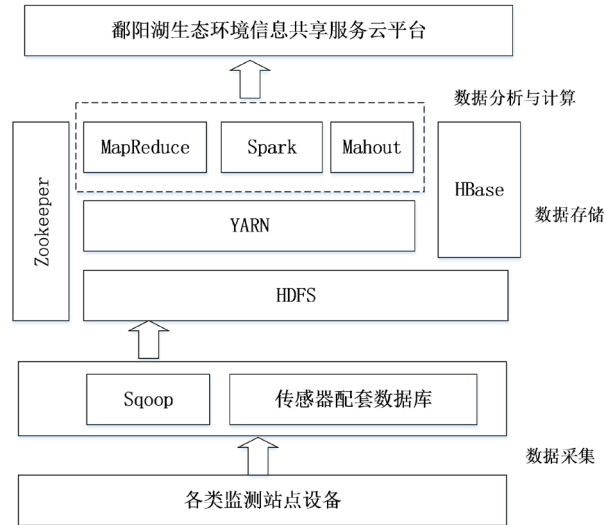 鄱阳湖生态环境信息共享服务云平台
数据分析与计算
MapReduce
Spark
Mahout
Zookeeper
HBase
数据存储
YARN
HDFS
Sqoop
传感器配套数据库
数据采集
各类监测站点设备